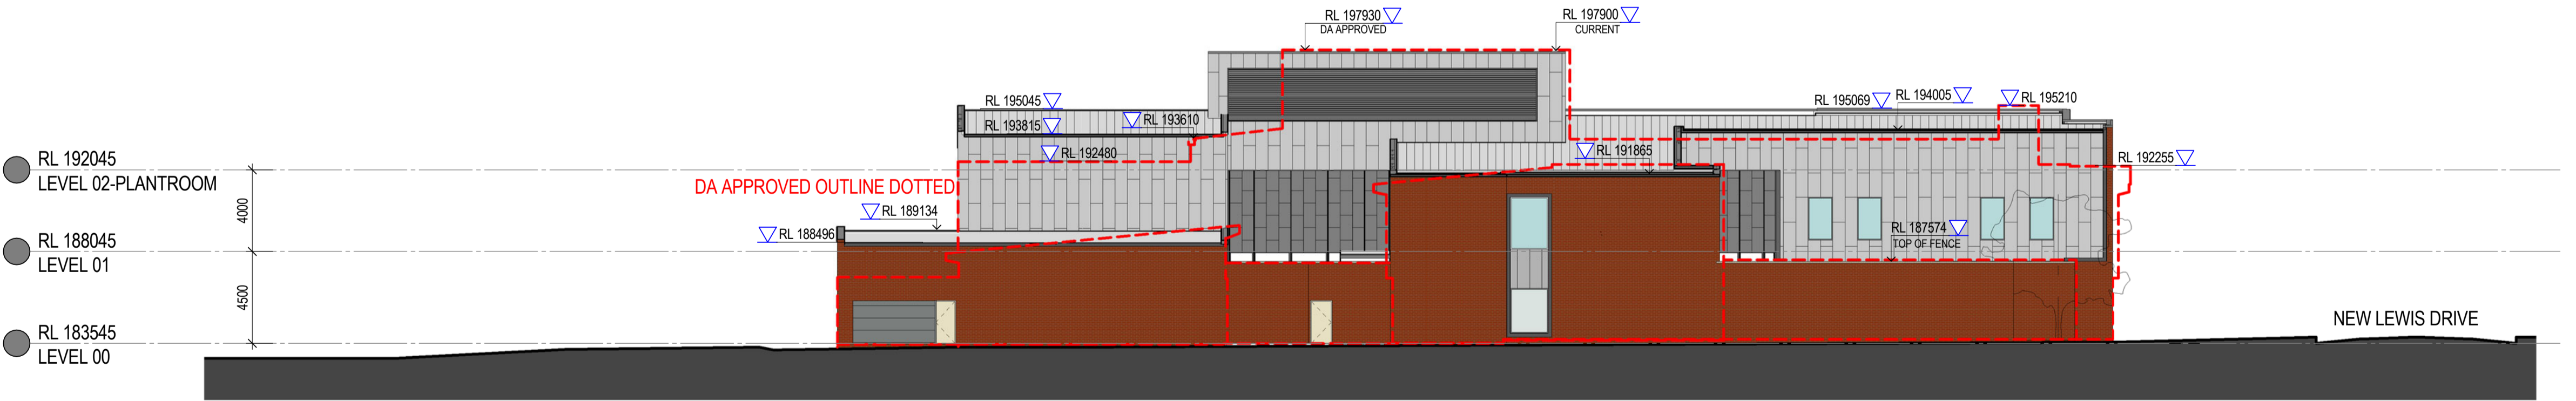 RL 197930
DA APPROVED
RL 197900
CURRENT
RL 195045
RL 193815
RL 193610
RL 192480
RL 195069
RL 194005
RL 195210
RL 191865
RL 192255
RL 192045
LEVEL 02-PLANTROOM
DA APPROVED OUTLINE DOTTED
4000
RL 189134
RL 188496
RL 187574
TOP OF FENCE
RL 188045
LEVEL 01
4500
RL 183545
LEVEL 00
NEW LEWIS DRIVE